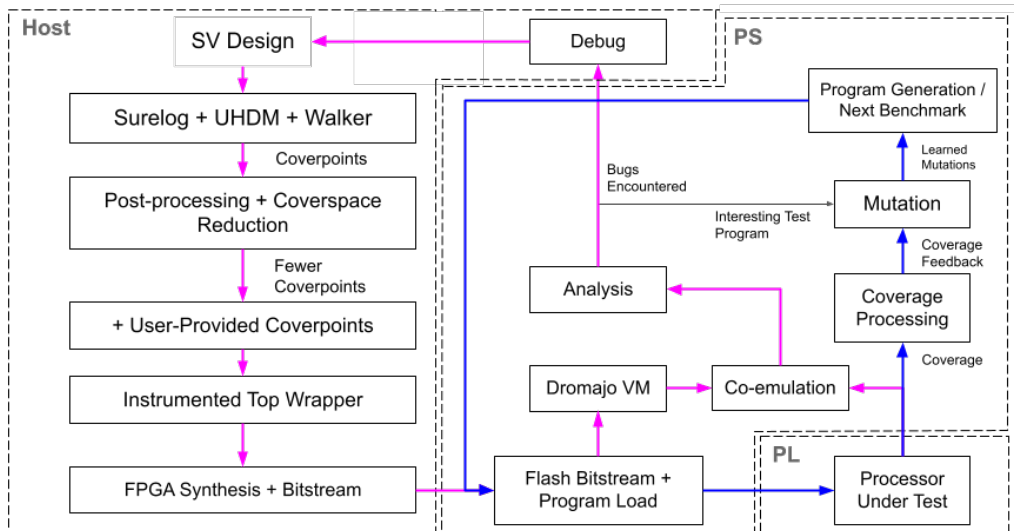 Host
SV Design
Debug
PS
Surelog + UHDM + Walker
Program Generation /
Next Benchmark
Coverpoints
Learned
Mutations
Bugs
Encountered
Post-processing + Coverspace
Reduction
Mutation
Interesting Test
Program
Fewer
Coverpoints
Coverage
Feedback
Analysis
Coverage
Processing
+ User-Provided Coverpoints
Coverage
Dromajo VM
Co-emulation
Instrumented Top Wrapper
PL
FPGA Synthesis + Bitstream
Flash Bitstream +
Program Load
Processor
Under Test